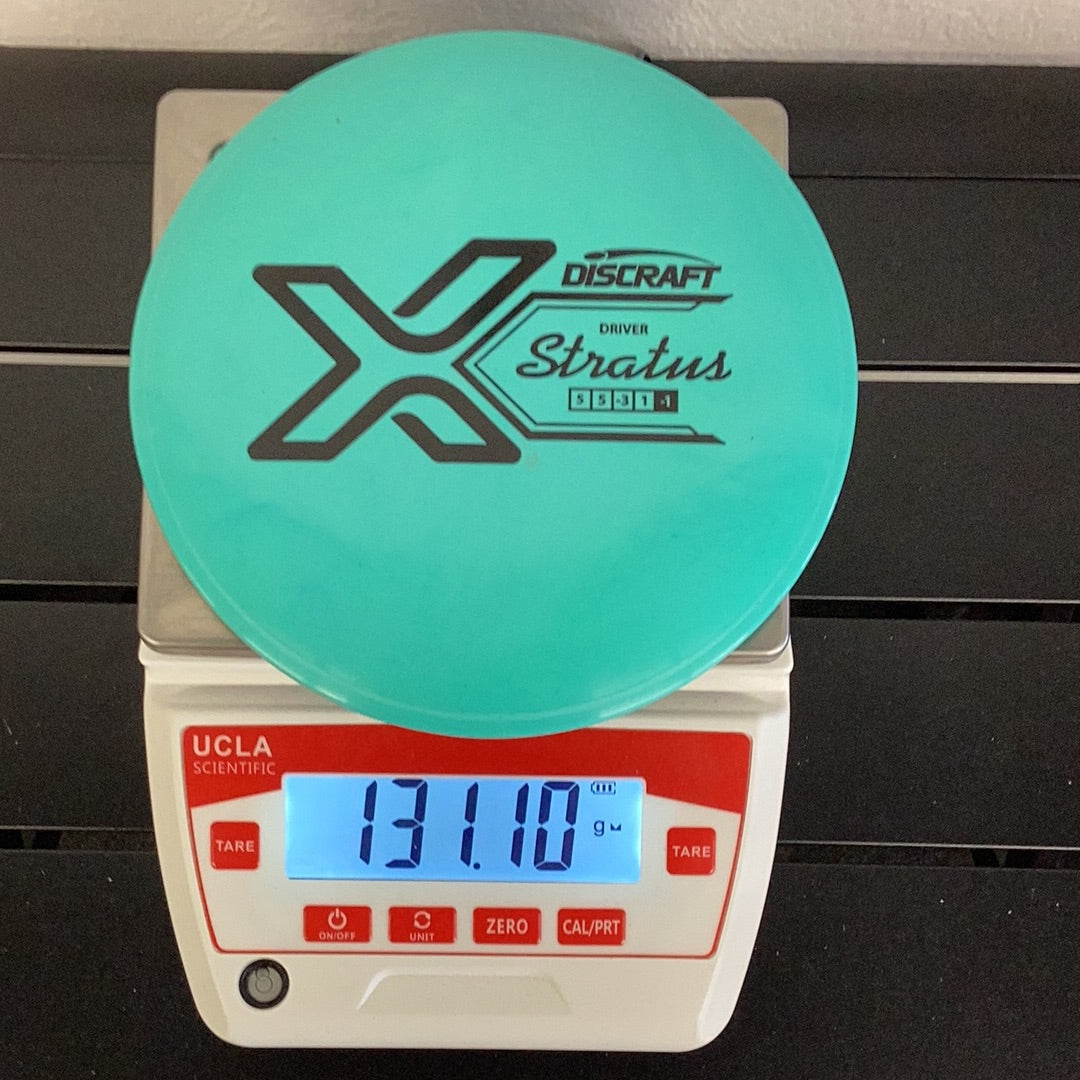 X
DISCRAFT
DRIVER
Stratus
5 5 -3 1 -1
UCLA
SCIENTIFIC
131.10
g
TARE
TARE
ON/OFF
UNIT
ZERO
CAL/PRT